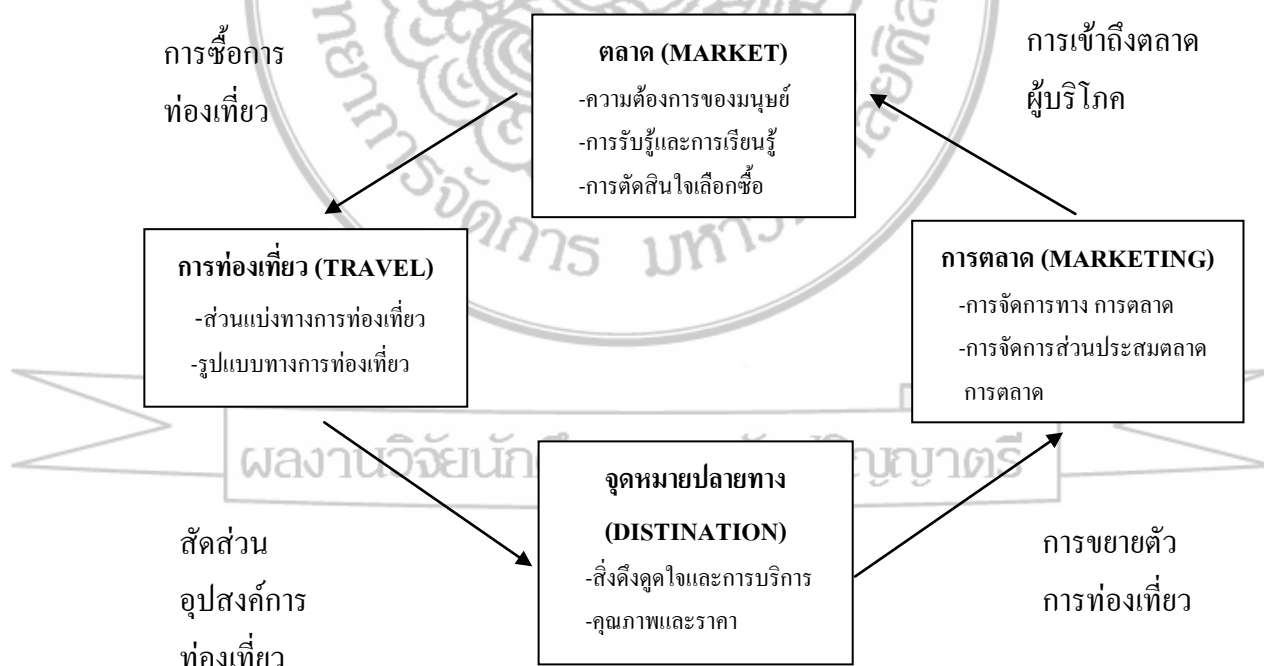 การซื้อการ
ท่องเที่ยว
ตลาด (MARKET)
-ความต้องการของมนุษย์
-การรับรู้และการเรียนรู้
-การตัดสินใจเลือกซื้อ
การเข้าถึงตลาด
ผู้บริโภค
การท่องเที่ยว (TRAVEL)
-ส่วนแบ่งทางการท่องเที่ยว
-รูปแบบทางการท่องเที่ยว
การตลาด (MARKETING)
-การจัดการทาง การตลาด
-การจัดการส่วนประสมตลาด
การตลาด
จุดหมายปลายทาง
(DISTINATION)
-สิ่งดึงดูดใจและการบริการ
-คุณภาพและราคา
สัดส่วน
อุปสงค์การ
ท่องเที่ยว
การขยายตัว
การท่องเที่ยว
ยาการจัดการ
ผลงานวิจัยนัก